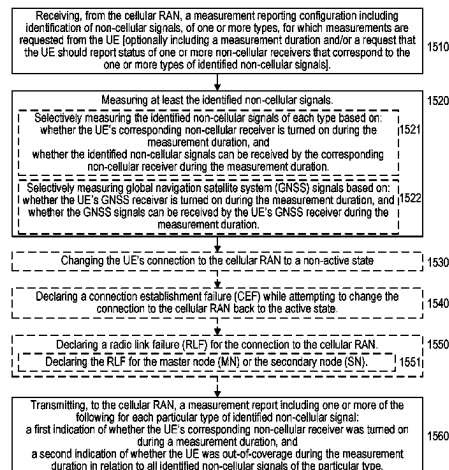 Receiving, from the cellular RAN, a measurement reporting configuration including
identification of non-cellular signals, of one or more types, for which measurements are
requested from the UE [optionally including a measurement duration and/or a request that
the UE should report status of one or more non-cellular receivers that correspond to the
one or more types of identified non-cellular signals].
1510
Measuring at least the identified non-cellular signals.
1520
Selectively measuring the identified non-cellular signals of each type based on:
whether the UE's corresponding non-cellular receiver is turned on during the
measurement duration, and
whether the identified non-cellular signals can be received by the corresponding
non-cellular receiver during the measurement duration.
1521
Selectively measuring global navigation satellite system (GNSS) signals based on:
whether the UE's GNSS receiver is turned on during the measurement duration, and
whether the GNSS signals can be received by the UE's GNSS receiver during the
measurement duration.
1522
Changing the UE's connection to the cellular RAN to a non-active state
1530
Declaring a connection establishment failure (CEF) while attempting to change the
connection to the cellular RAN back to the active state.
1540
Declaring a radio link failure (RLF) for the connection to the cellular RAN.
1550
Declaring the RLF for the master node (MN) or the secondary node (SN).
1551
Transmitting, to the cellular RAN, a measurement report including one or more of the
following for each particular type of identified non-cellular signal:
a first indication of whether the UE's corresponding non-cellular receiver was turned on
during a measurement duration, and
a second indication of whether the UE was out-of-coverage during the measurement
duration in relation to all identified non-cellular signals of the particular type.
1560